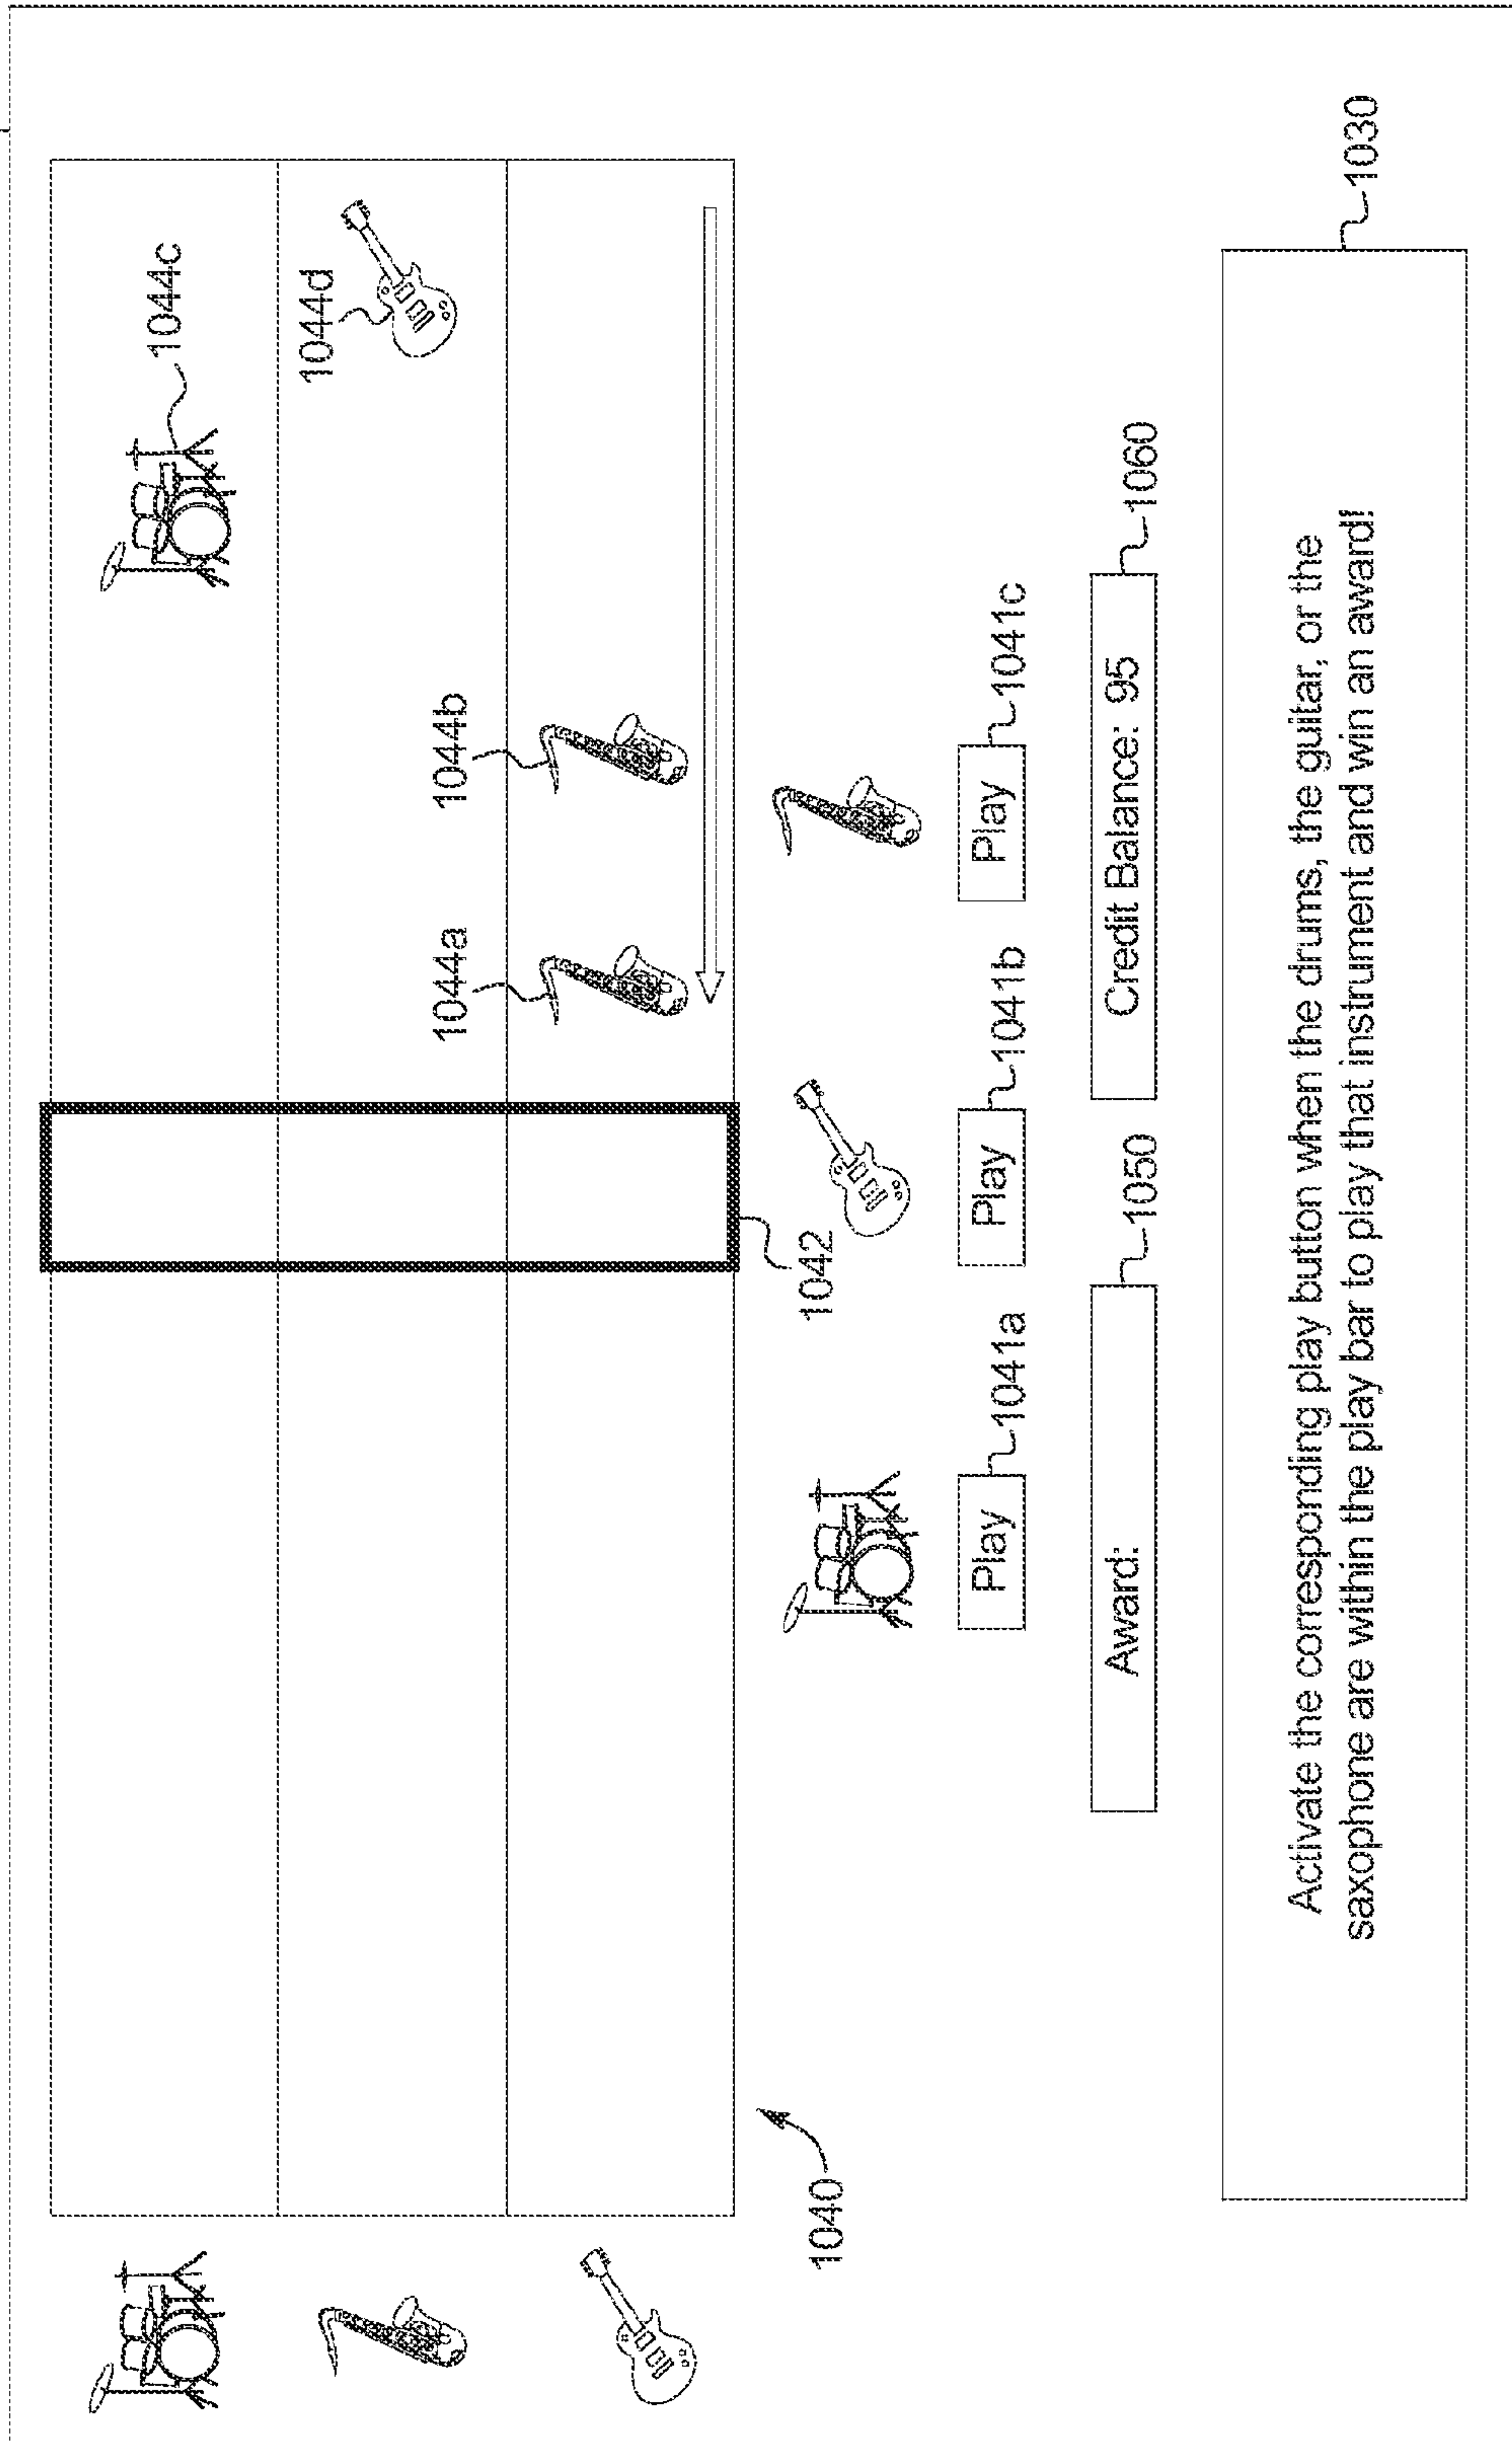 1044c
1044d
1044b
1044a
1042
1040
Play
1041a
Play
1041b
Play
1041c
Award:
1050
Credit Balance: 95
1060
Activate the corresponding play button when the drums, the guitar, or the
saxophone are within the play bar to play that instrument and win an award!
1030